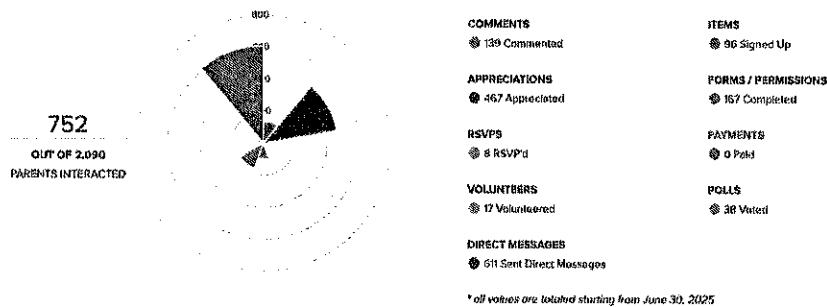 800
752
OUT OF 2,090
PARENTS INTERACTED
COMMENTS
139 Commented
APPRECIATIONS
467 Appreciated
RSVPS
8 RSVP'd
VOLUNTEERS
17 Volunteered
DIRECT MESSAGES
611 Sent Direct Messages
ITEMS
96 Signed Up
FORMS / PERMISSIONS
167 Completed
PAYMENTS
0 Paid
POLLS
38 Voted
* all values are totaled starting from June 30, 2025